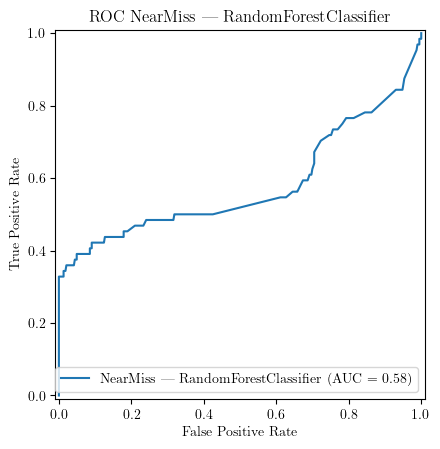 ROC NearMiss — RandomForestClassifier
True Positive Rate
1.0
0.8
0.6
0.4
0.2
0.0
NearMiss — RandomForestClassifier (AUC = 0.58)
0.0 0.2 0.4 0.6 0.8 1.0
False Positive Rate